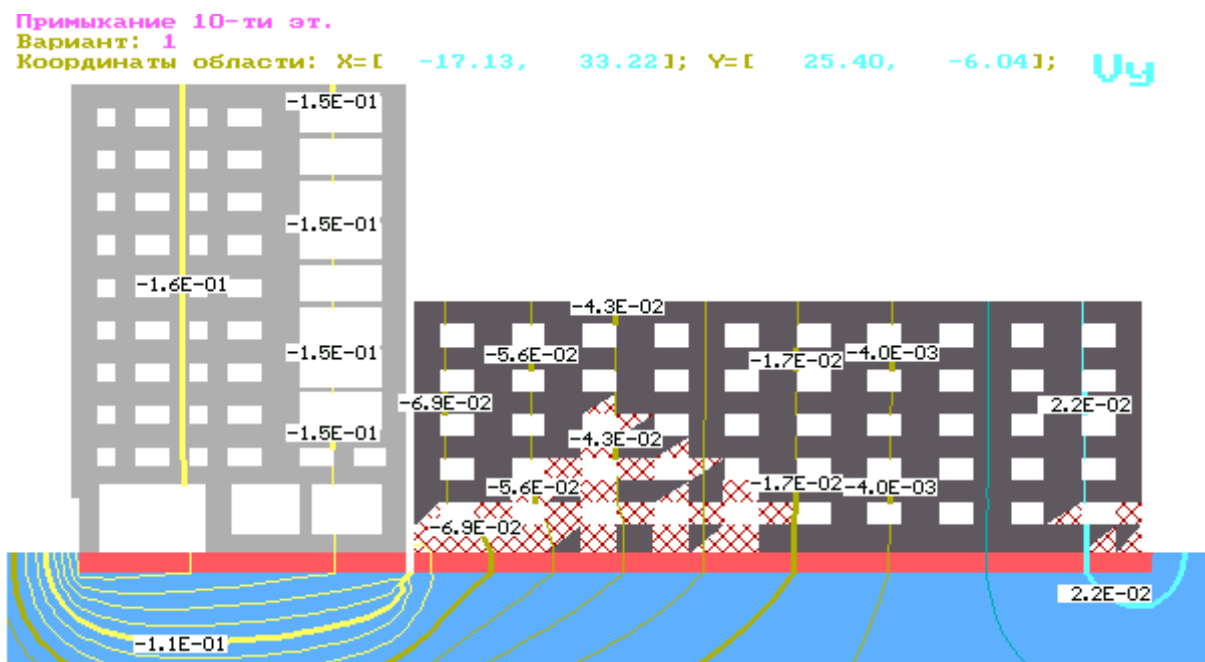 Примыкание 10-ти эт.
Вариант: 1
Координаты области: X=[ -17.13, 33.22]; Y=[ 25.40, -6.04]; Vy
-1.5E-01
-1.5E-01
-1.6E-01
-4.3E-02
-1.5E-01 -5.6E-02 -1.7E-02 -4.0E-03
-6.9E-02 2.2E-02
-1.5E-01 -4.3E-02
-5.6E-02 -1.7E-02 -4.0E-03
-6.9E-02
2.2E-02
-1.1E-01